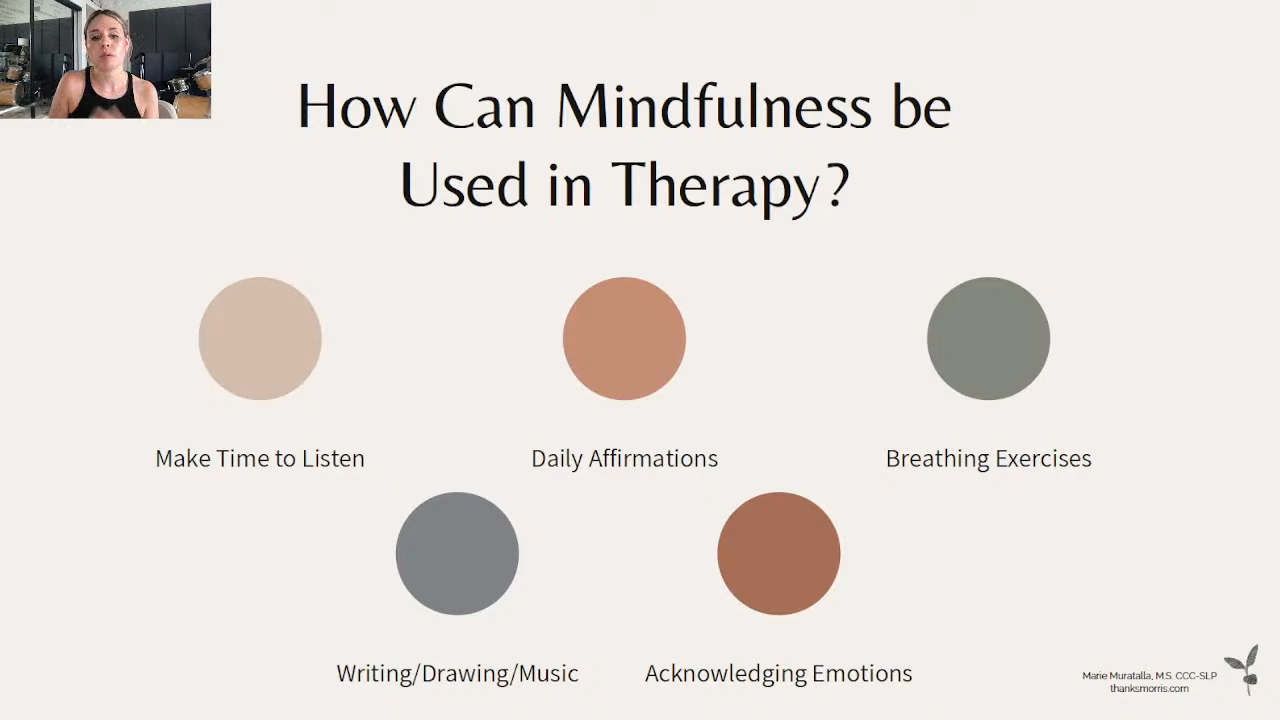 How Can Mindfulness be
Used in Therapy?
Make Time to Listen
Daily Affirmations
Breathing Exercises
Writing/Drawing/Music
Acknowledging Emotions
Marie Muratalla, M.S. CCC-SLP
thanksmorris.com